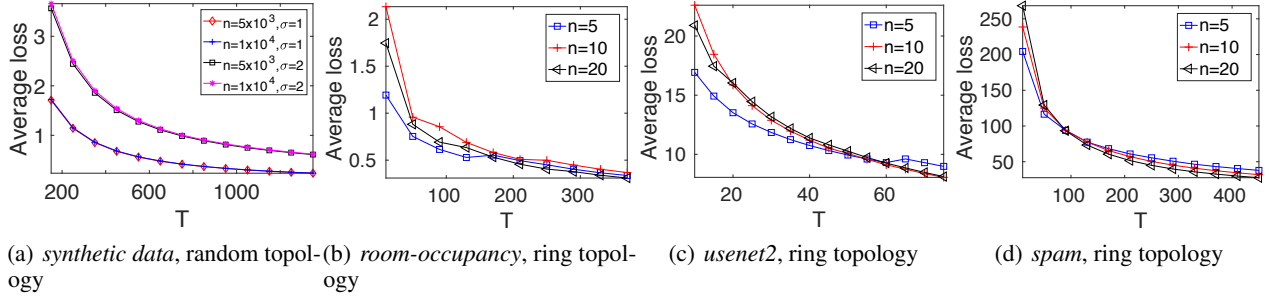 Average loss
3
2
1
200
600
1000
T
n=5x10³,σ=1
n=1x10⁴,σ=1
n=5x10³,σ=2
n=1x10⁴,σ=2
Average loss
2
1.5
1
0.5
100
200
300
T
n=5
n=10
n=20
Average loss
20
15
10
20
40
60
T
n=5
n=10
n=20
Average loss
250
200
150
100
50
100
200
300
400
T
n=5
n=10
n=20
(a) synthetic data, random topol-
ogy
(b) room-occupancy, ring topol-
ogy
(c) usenet2, ring topology
(d) spam, ring topology